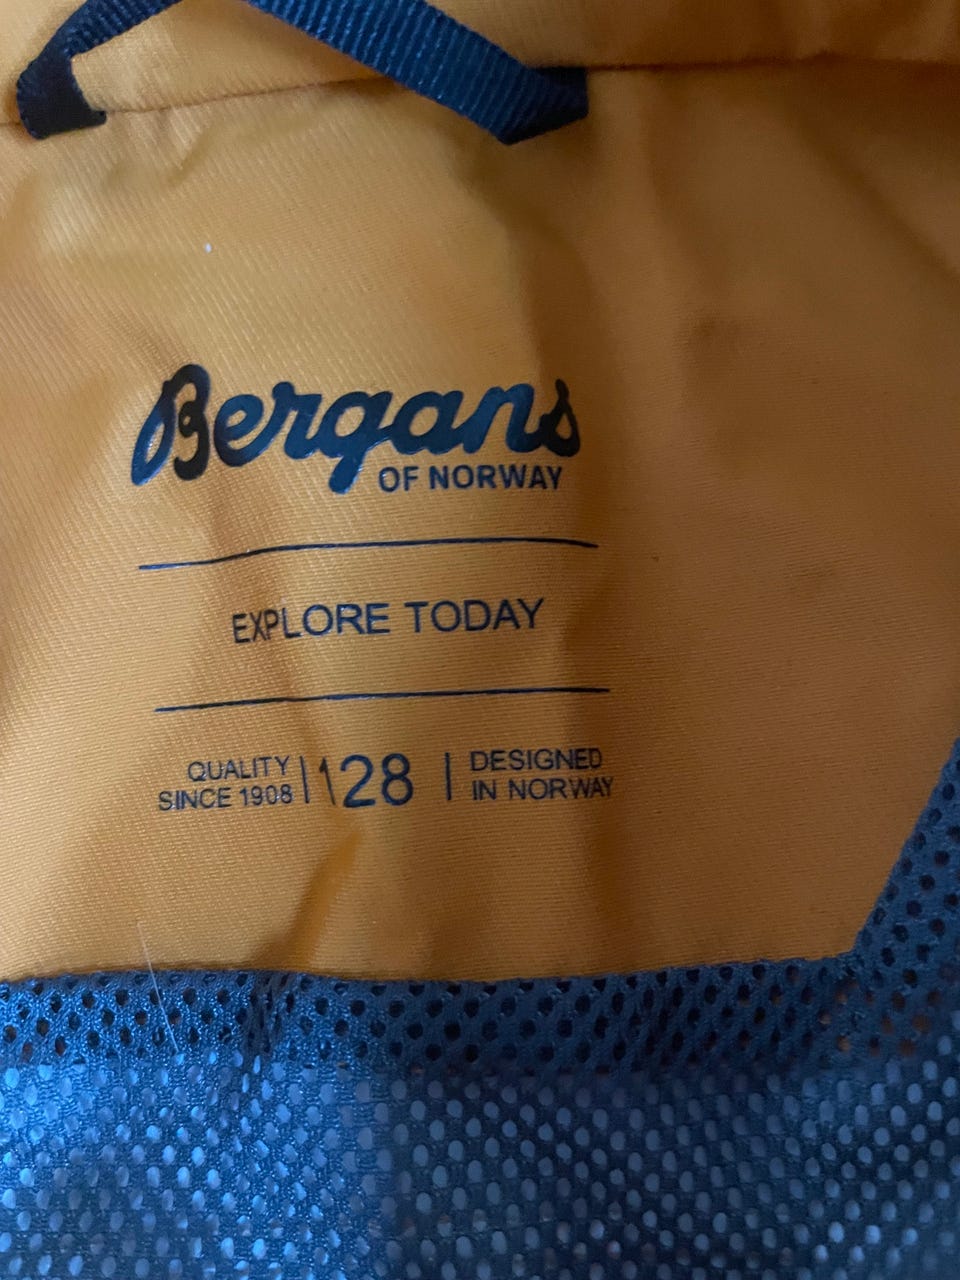 Bergans
OF NORWAY
EXPLORE TODAY
QUALITY
SINCE 1908
128
DESIGNED
IN NORWAY